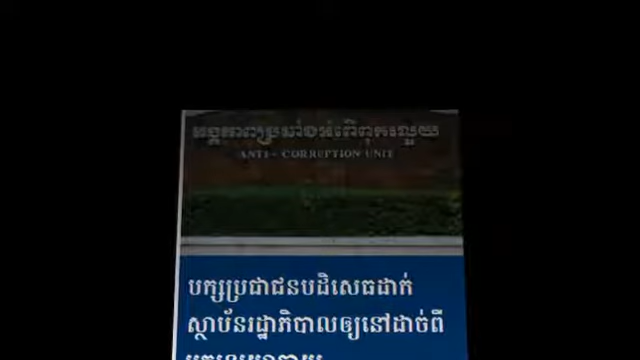 អង្គភាពប្រឆាំងអំពើពុករលួយ
ANTI - CORRUPTION UNIT
បក្សប្រជាជនបដិសេធដាក់
ស្ថាប័នរដ្ឋាភិបាលឲ្យនៅដាច់ពី